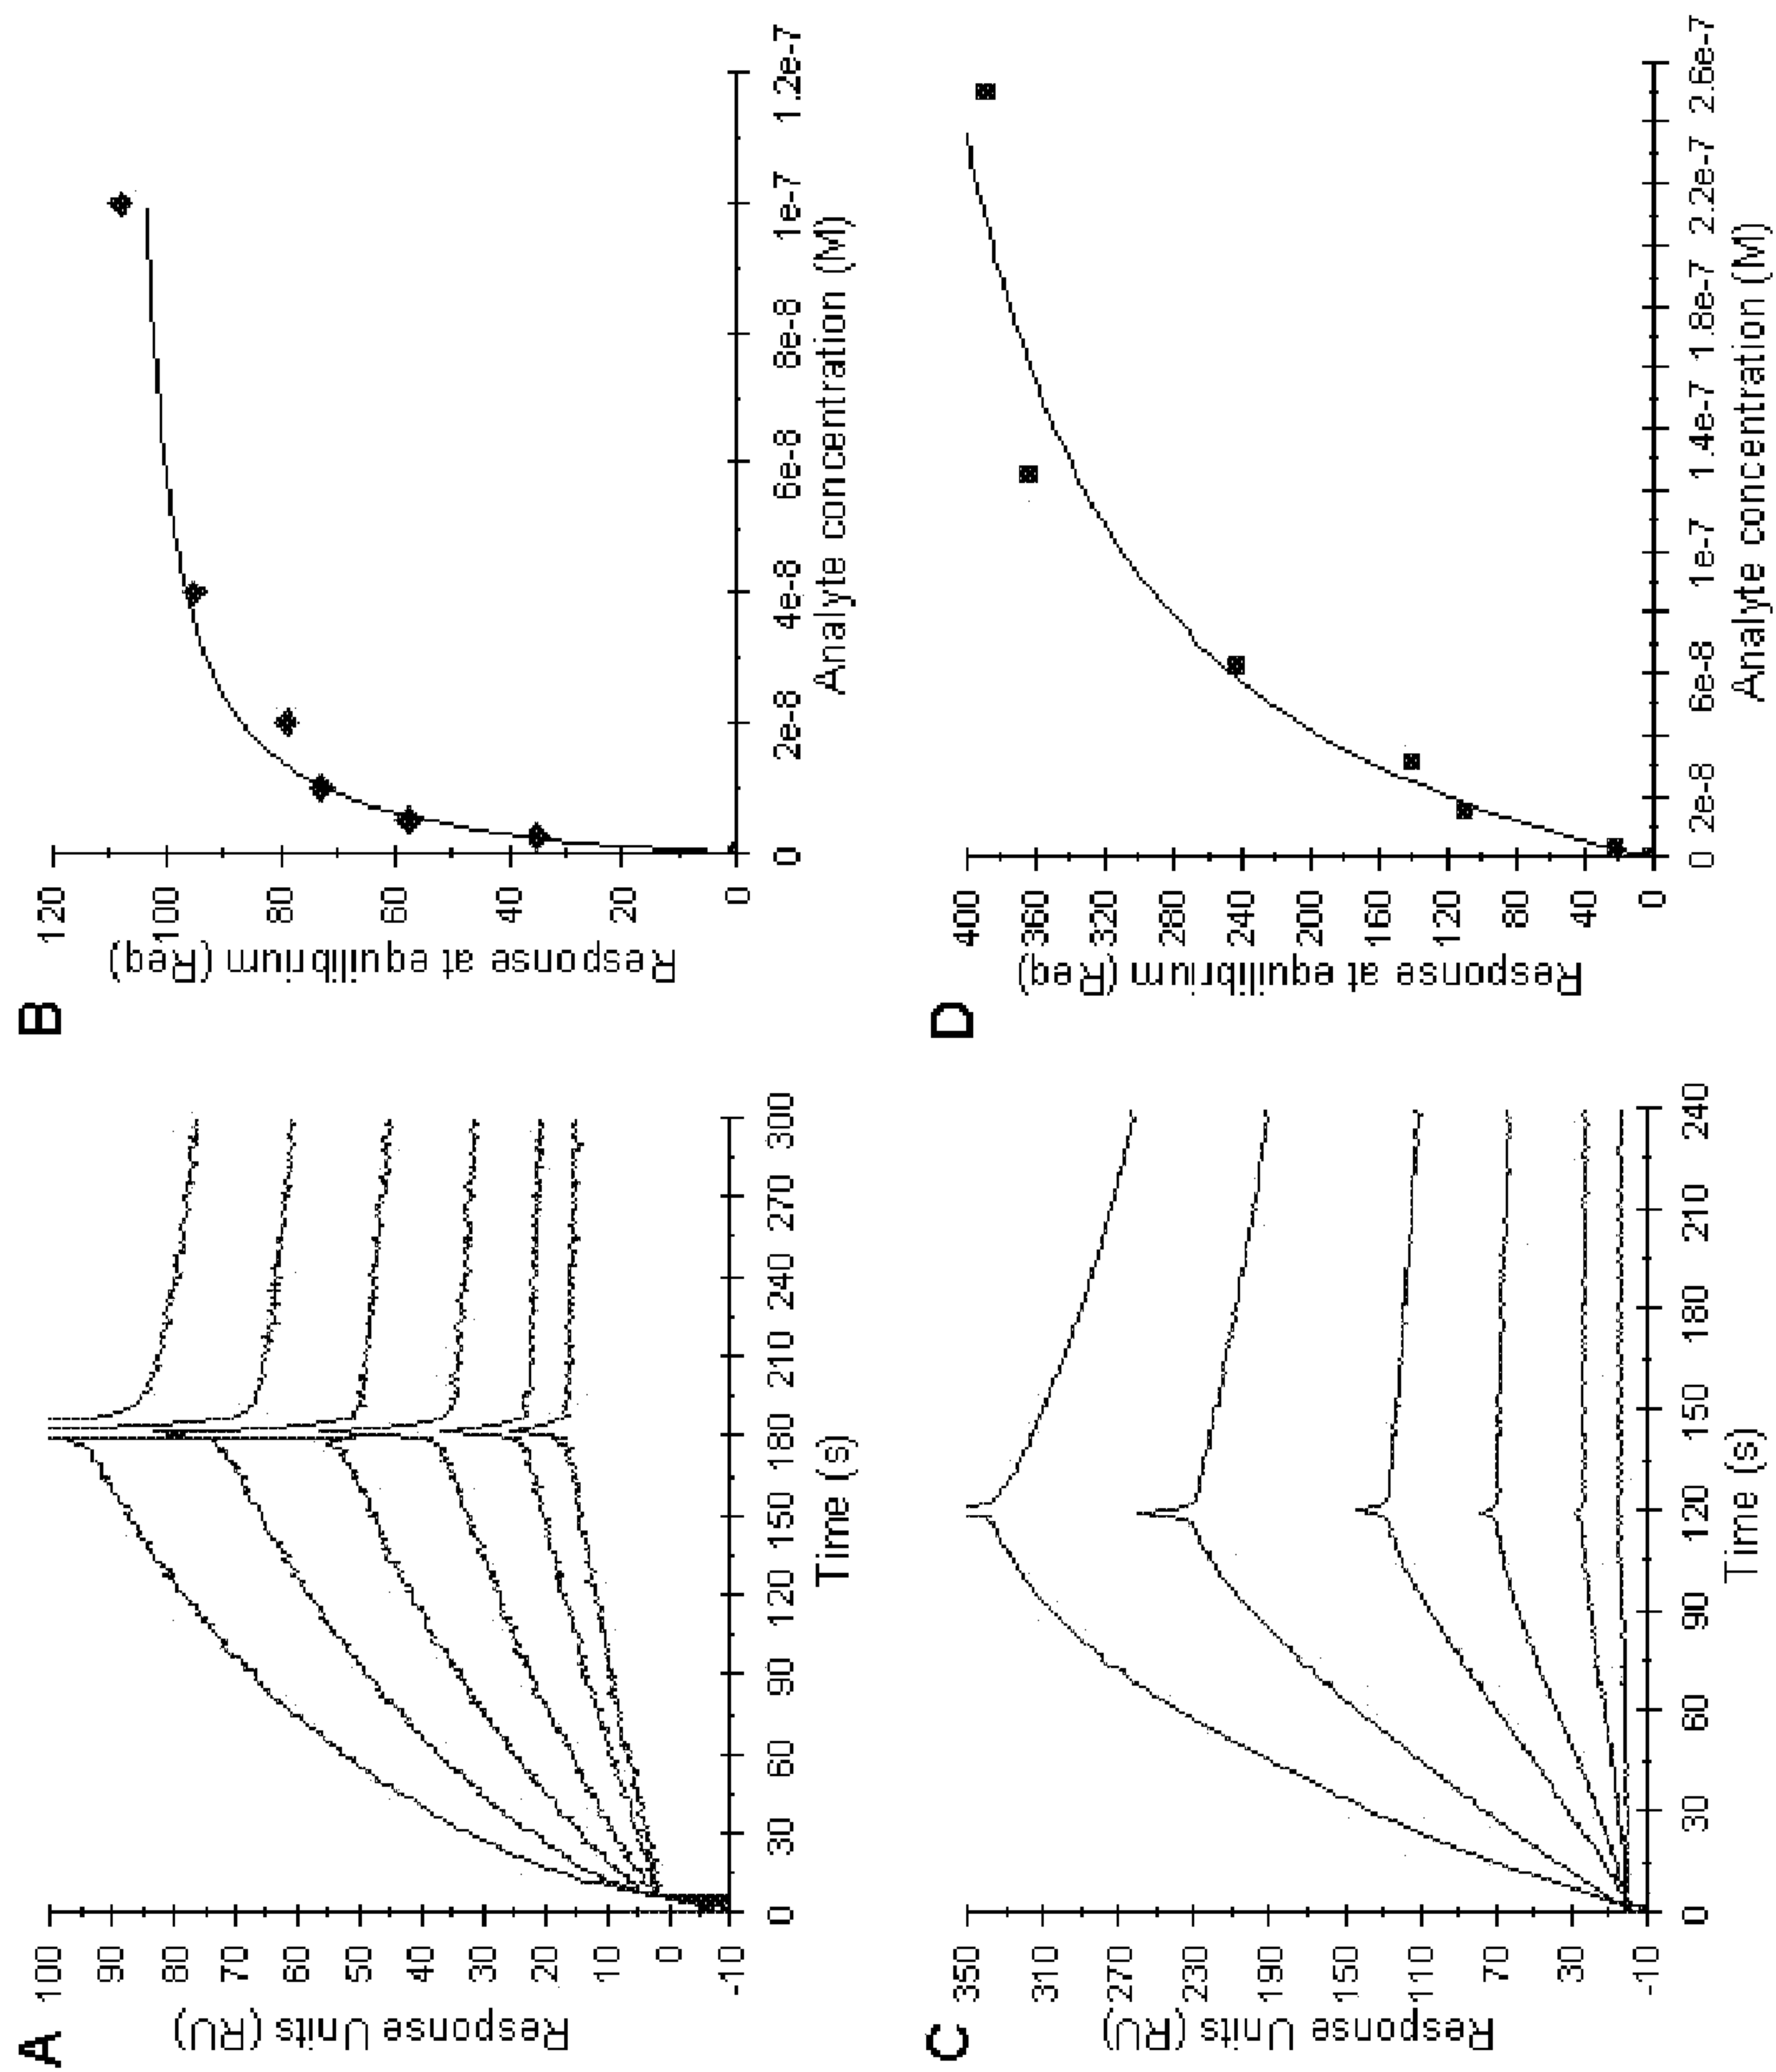 A
Response Units (RU)
100
90
80
70
60
50
40
30
20
10
0
-10
0 30 60 90 120 150 180 210 240 270 300
Time (s)
B
Response at equilibrium (Req)
120
100
80
60
40
20
0
0 2e-8 4e-8 6e-8 8e-8 1e-7 1.2e-7
Analyte concentration (M)
C
Response Units (RU)
350
310
270
230
190
150
110
70
30
-10
0 30 60 90 120 150 180 210 240
Time (s)
D
Response at equilibrium (Req)
400
360
320
280
240
200
160
120
80
40
0
0 2e-8 6e-8 1e-7 1.4e-7 1.8e-7 2.2e-7 2.6e-7
Analyte concentration (M)